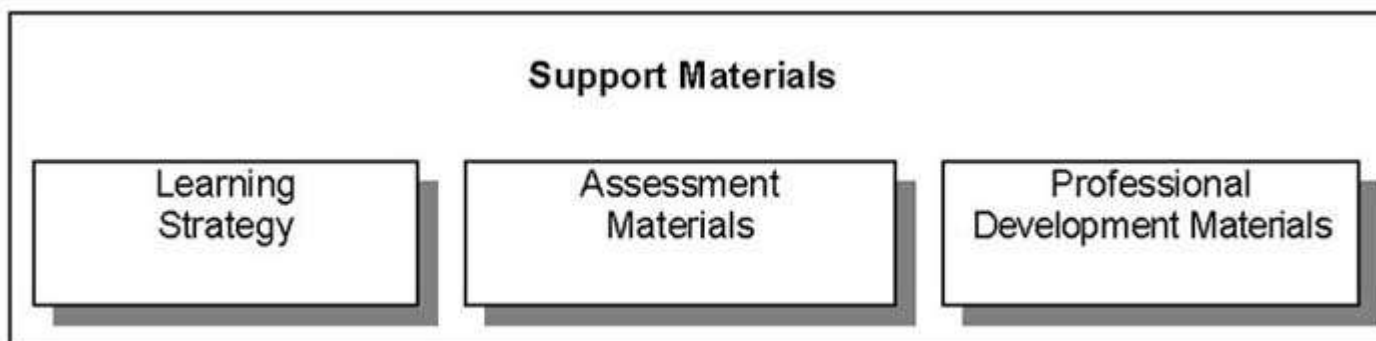 Support Materials
Learning
Strategy
Assessment
Materials
Professional
Development Materials